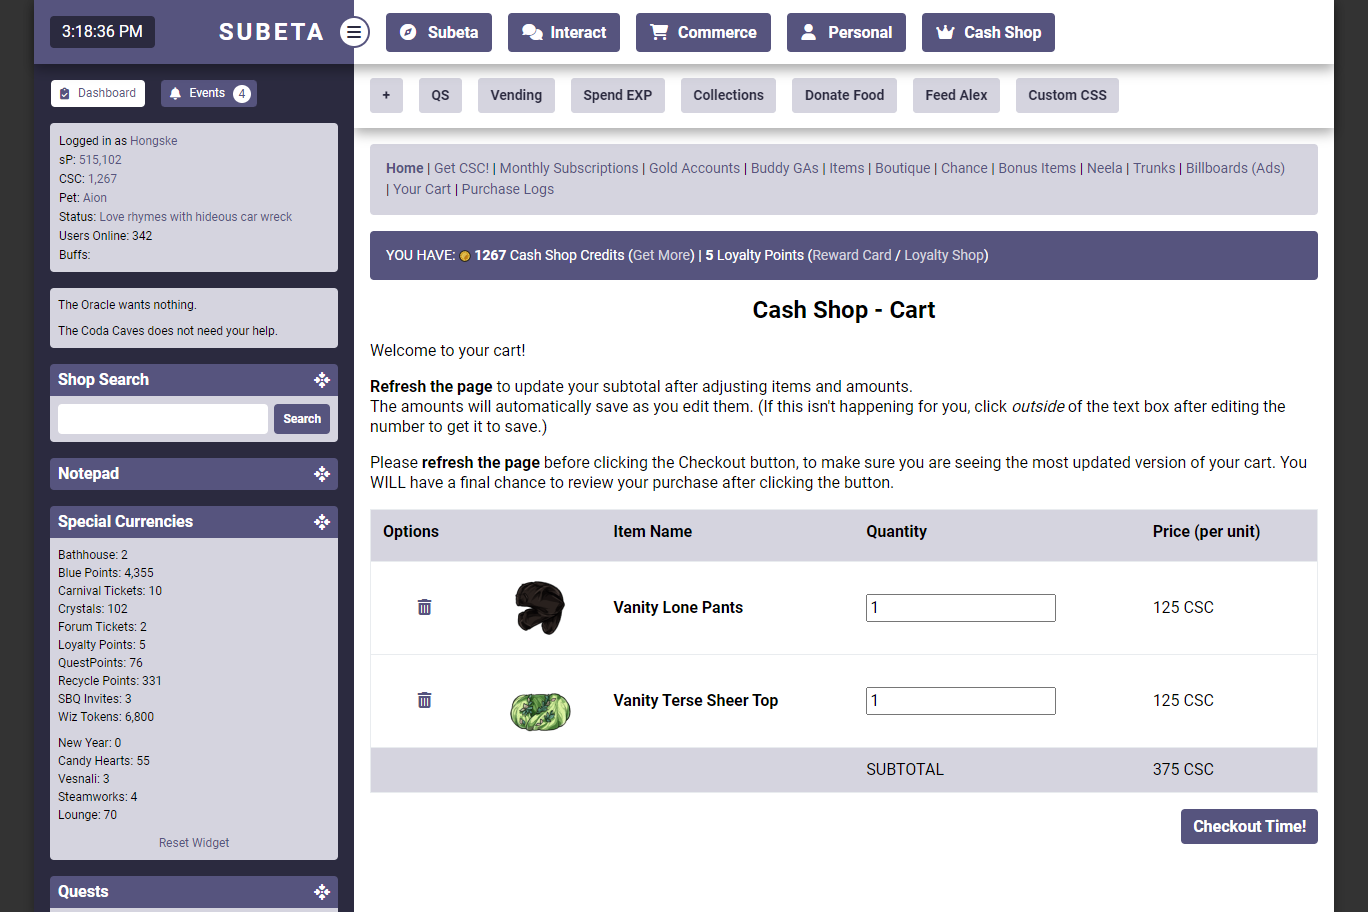 3:18:36 PM
SUBETA
Subeta
Interact
Commerce
Personal
Cash Shop
Dashboard
Events 4
+
QS
Vending
Spend EXP
Collections
Donate Food
Feed Alex
Custom CSS
Logged in as Hongske
sP: 515,102
CSC: 1,267
Pet: Aion
Status: Love rhymes with hideous car wreck
Users Online: 342
Buffs:
The Oracle wants nothing.
The Coda Caves does not need your help.
Shop Search
Search
Notepad
Special Currencies
Bathhouse: 2
Blue Points: 4,355
Carnival Tickets: 10
Crystals: 102
Forum Tickets: 2
Loyalty Points: 5
QuestPoints: 76
Recycle Points: 331
SBQ Invites: 3
Wiz Tokens: 6,800
New Year: 0
Candy Hearts: 55
Vesnali: 3
Steamworks: 4
Lounge: 70
Reset Widget
Quests
Home | Get CSC! | Monthly Subscriptions | Gold Accounts | Buddy GAs | Items | Boutique | Chance | Bonus Items | Neela | Trunks | Billboards (Ads)
| Your Cart | Purchase Logs
YOU HAVE: 1267 Cash Shop Credits (Get More) | 5 Loyalty Points (Reward Card / Loyalty Shop)
Cash Shop - Cart
Welcome to your cart!
Refresh the page to update your subtotal after adjusting items and amounts.
The amounts will automatically save as you edit them. (If this isn't happening for you, click outside of the text box after editing the
number to get it to save.)
Please refresh the page before clicking the Checkout button, to make sure you are seeing the most updated version of your cart. You
WILL have a final chance to review your purchase after clicking the button.
Options Item Name Quantity Price (per unit)
Vanity Lone Pants 1 125 CSC
Vanity Terse Sheer Top 1 125 CSC
SUBTOTAL 375 CSC
Checkout Time!